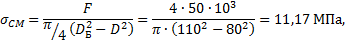 σ_СМ = F / (π/4 (D_Б² − D²)) = 4 · 50 · 10³ / (π · (110² − 80²)) = 11,17 МПа,